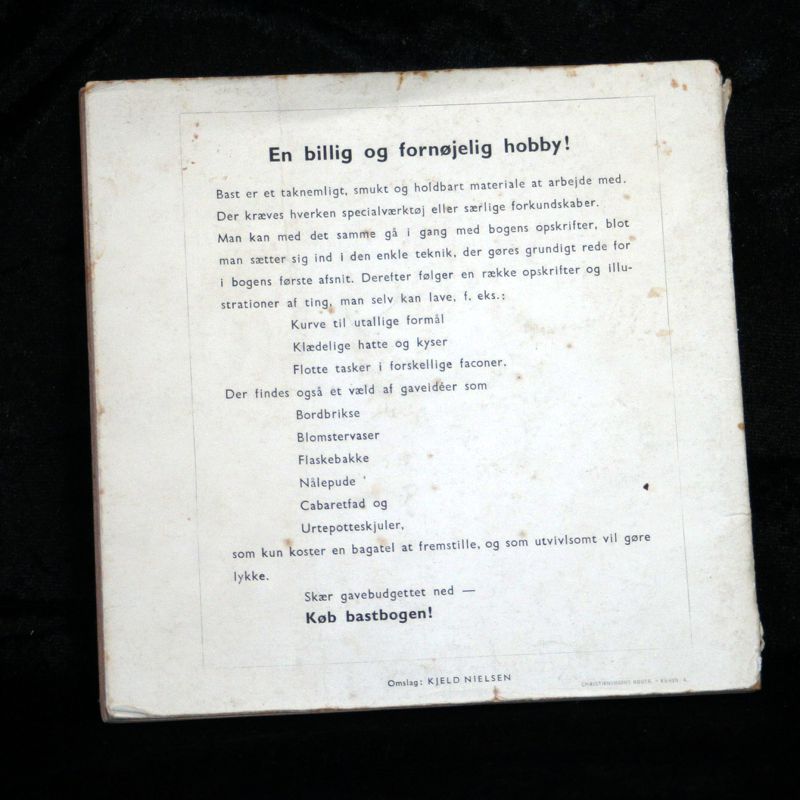 En billig og fornøjelig hobby!
Bast er et taknemligt, smukt og holdbart materiale at arbejde med.
Der kræves hverken specialværktøj eller særlige forkundskaber.
Man kan med det samme gå i gang med bogens opskrifter, blot
man sætter sig ind i den enkle teknik, der gøres grundigt rede for
i bogens første afsnit. Derefter følger en række opskrifter og illu-
strationer af ting, man selv kan lave, f. eks.:
Kurve til utallige formål
Klædelige hatte og kyser
Flotte tasker i forskellige faconer.
Der findes også et væld af gaveidéer som
Bordbrikse
Blomstervaser
Flaskebakke
Nålepude
Cabaretfad og
Urtepotteskjuler,
som kun koster en bagatel at fremstille, og som utvivlsomt vil gøre
lykke.
Skær gavebudgettet ned —
Køb bastbogen!
Omslag: KJELD NIELSEN